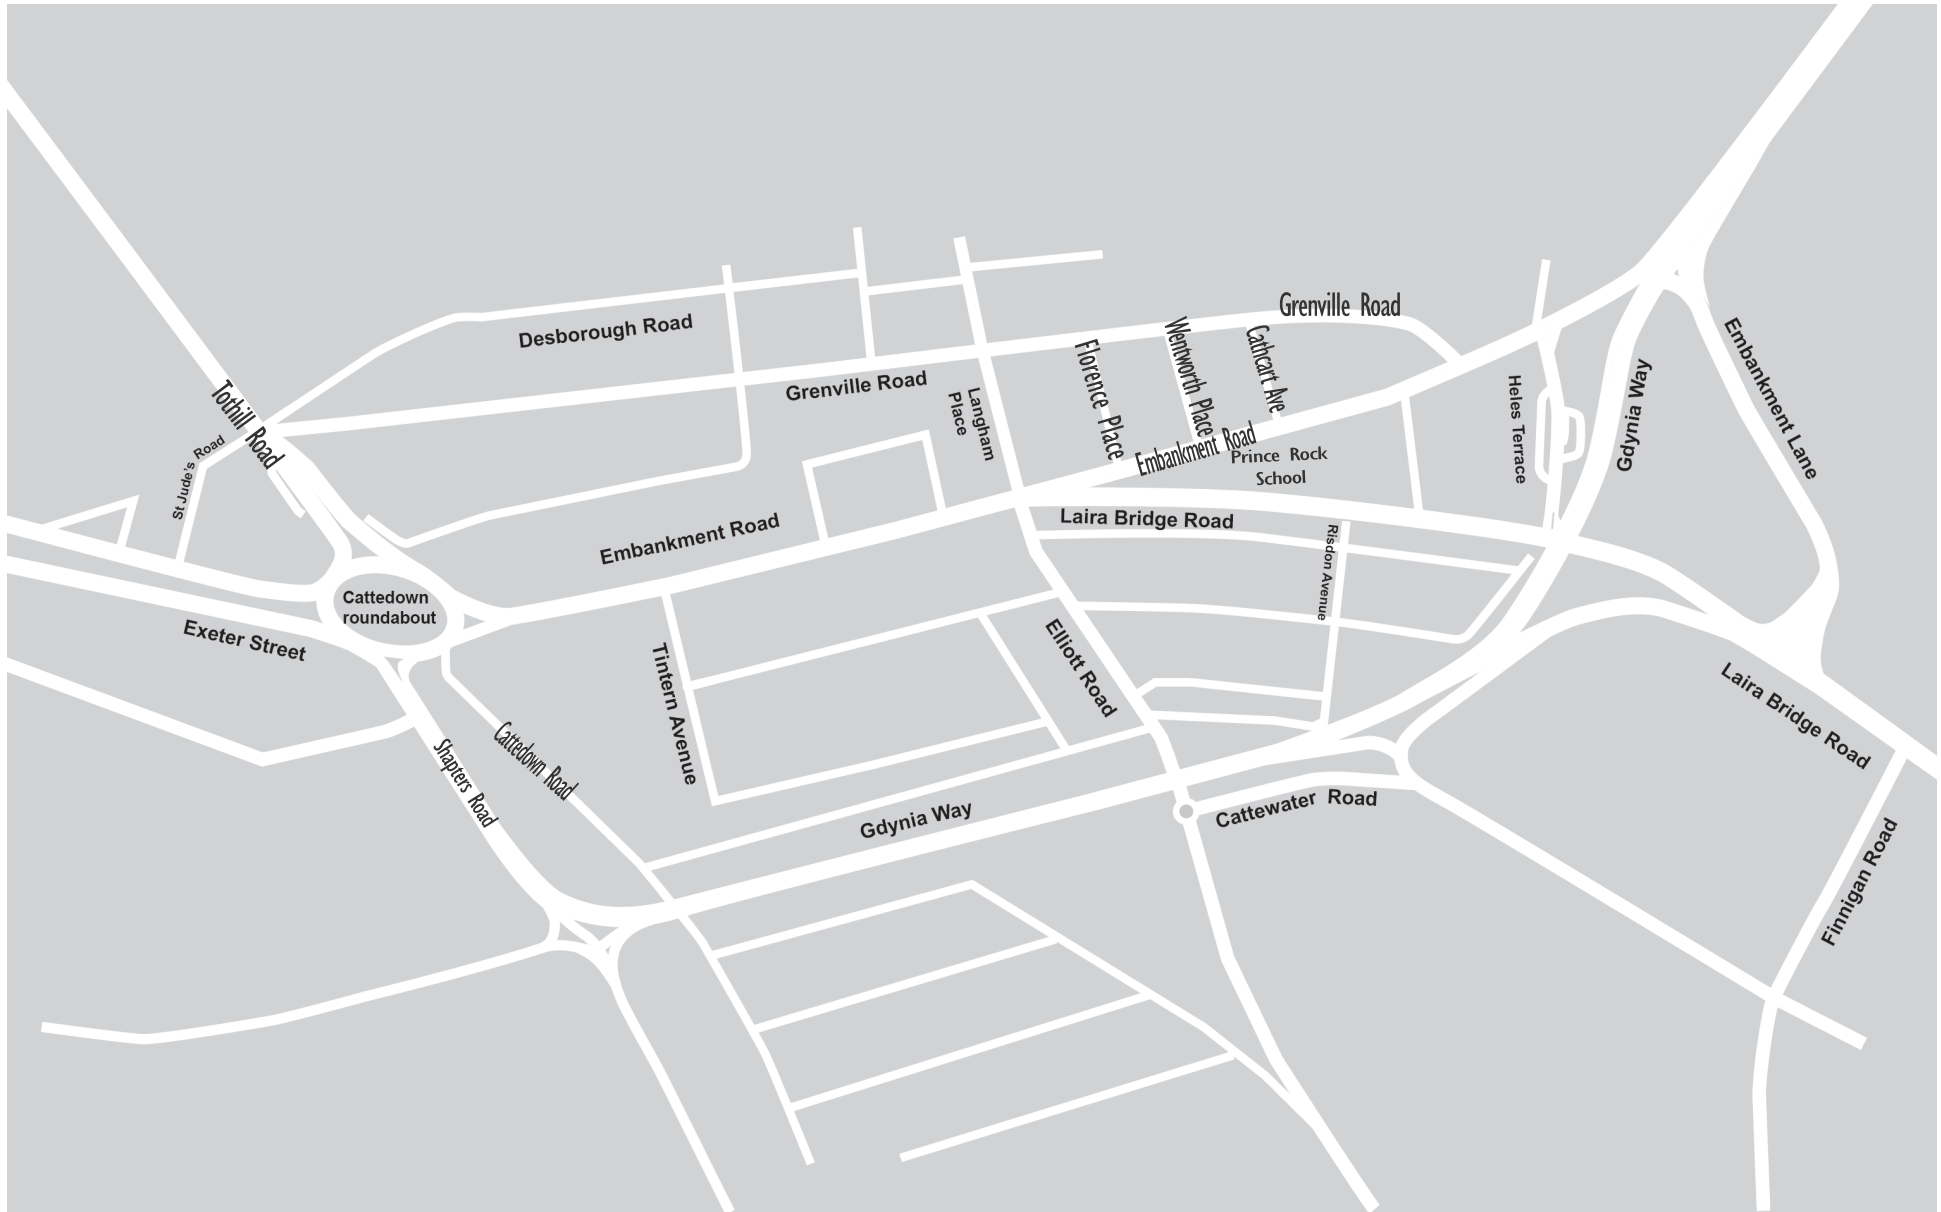 Grenville Road
Desborough Road
Grenville Road
Langham
Place
Florence Place
Wentworth Place
Cathcart Ave
Embankment Road
Prince Rock
School
Heles Terrace
Gdynia Way
Embankment Lane
Tothill Road
St Jude's Road
Embankment Road
Laira Bridge Road
Risdon Avenue
Cattedown
roundabout
Exeter Street
Tintern Avenue
Elliott Road
Laira Bridge Road
Cattedown Road
Shapters Road
Gdynia Way
Cattewater Road
Finnigan Road